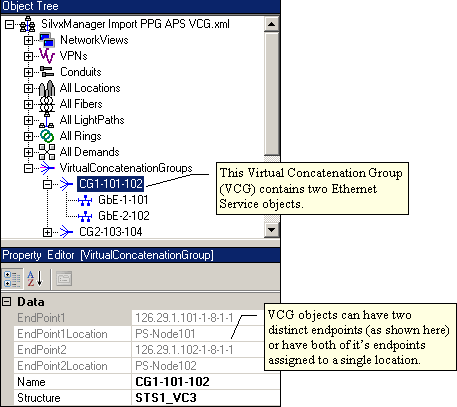 Object Tree
SilvxManager Import PPG APS VCG.xml
NetworkViews
VPNs
Conduits
All Locations
All Fibers
All LightPaths
All Rings
All Demands
VirtualConcatenationGroups
CG1-101-102
GbE-1-101
GbE-2-102
CG2-103-104
This Virtual Concatenation Group
(VCG) contains two Ethernet
Service objects.
Property Editor [VirtualConcatenationGroup]
Data
EndPoint1 126.29.1.101-1-8-1-1
EndPoint1Location PS-Node101
EndPoint2 126.29.1.102-1-8-1-1
EndPoint2Location PS-Node102
Name CG1-101-102
Structure STS1_VC3
VCG objects can have two
distinct endpoints (as shown here)
or have both of it's endpoints
assigned to a single location.